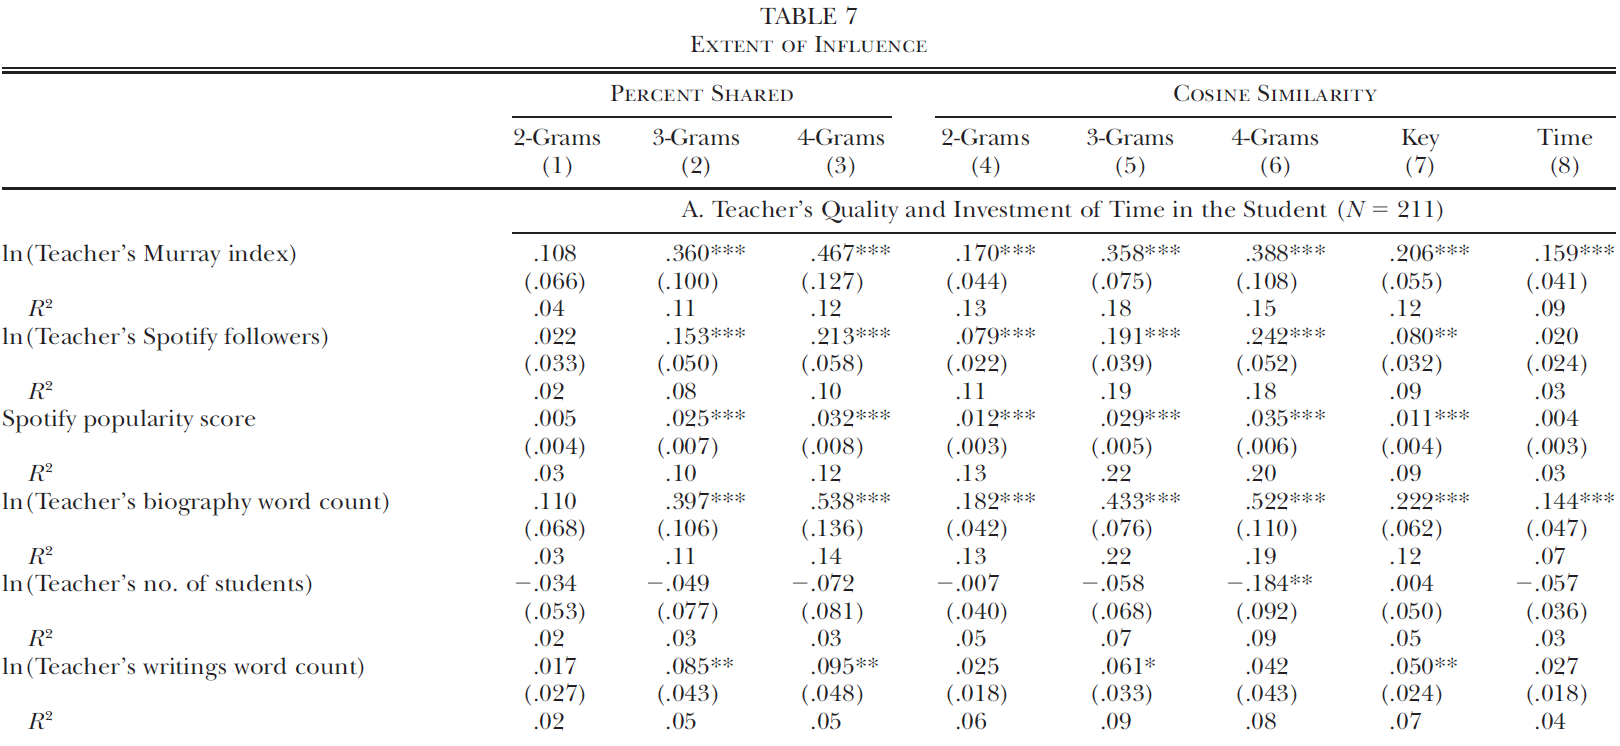 TABLE 7
EXTENT OF INFLUENCE
PERCENT SHARED COSINE SIMILARITY
2-Grams 3-Grams 4-Grams 2-Grams 3-Grams 4-Grams Key Time
(1) (2) (3) (4) (5) (6) (7) (8)
A. Teacher's Quality and Investment of Time in the Student (N = 211)
ln(Teacher's Murray index) .108 .360*** .467*** .170*** .358*** .388*** .206*** .159***
(.066) (.100) (.127) (.044) (.075) (.108) (.055) (.041)
R² .04 .11 .12 .13 .18 .15 .12 .09
ln(Teacher's Spotify followers) .022 .153*** .213*** .079*** .191*** .242*** .080** .020
(.033) (.050) (.058) (.022) (.039) (.052) (.032) (.024)
R² .02 .08 .10 .11 .19 .18 .09 .03
Spotify popularity score .005 .025*** .032*** .012*** .029*** .035*** .011*** .004
(.004) (.007) (.008) (.003) (.005) (.006) (.004) (.003)
R² .03 .10 .12 .13 .22 .20 .09 .03
ln(Teacher's biography word count) .110 .397*** .538*** .182*** .433*** .522*** .222*** .144***
(.068) (.106) (.136) (.042) (.076) (.110) (.062) (.047)
R² .03 .11 .14 .13 .22 .19 .12 .07
ln(Teacher's no. of students) −.034 −.049 −.072 −.007 −.058 −.184** .004 −.057
(.053) (.077) (.081) (.040) (.068) (.092) (.050) (.036)
R² .02 .03 .03 .05 .07 .09 .05 .03
ln(Teacher's writings word count) .017 .085** .095** .025 .061* .042 .050** .027
(.027) (.043) (.048) (.018) (.033) (.043) (.024) (.018)
R² .02 .05 .05 .06 .09 .08 .07 .04